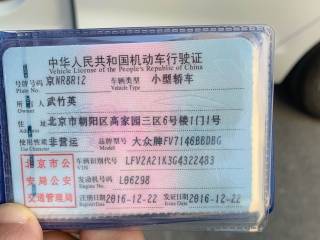 中华人民共和国机动车行驶证
Vehicle License of the People's Republic of China
号牌号码 京NR8R12 车辆类型 小型轿车
Plate No. Vehicle Type
所有人 武竹英
Owner
住址 北京市朝阳区高家园三区6号楼1门1号
Address
使用性质 非营运 品牌型号 大众牌FV7146BBDBG
Use Character Model
北京市公安局公安交通管理局
车辆识别代号 LFV2A21K3G4322483
VIN
发动机号码 L06298
Engine No.
注册日期 2016-12-22 发证日期 2016-12-22
Register Date Issue Date